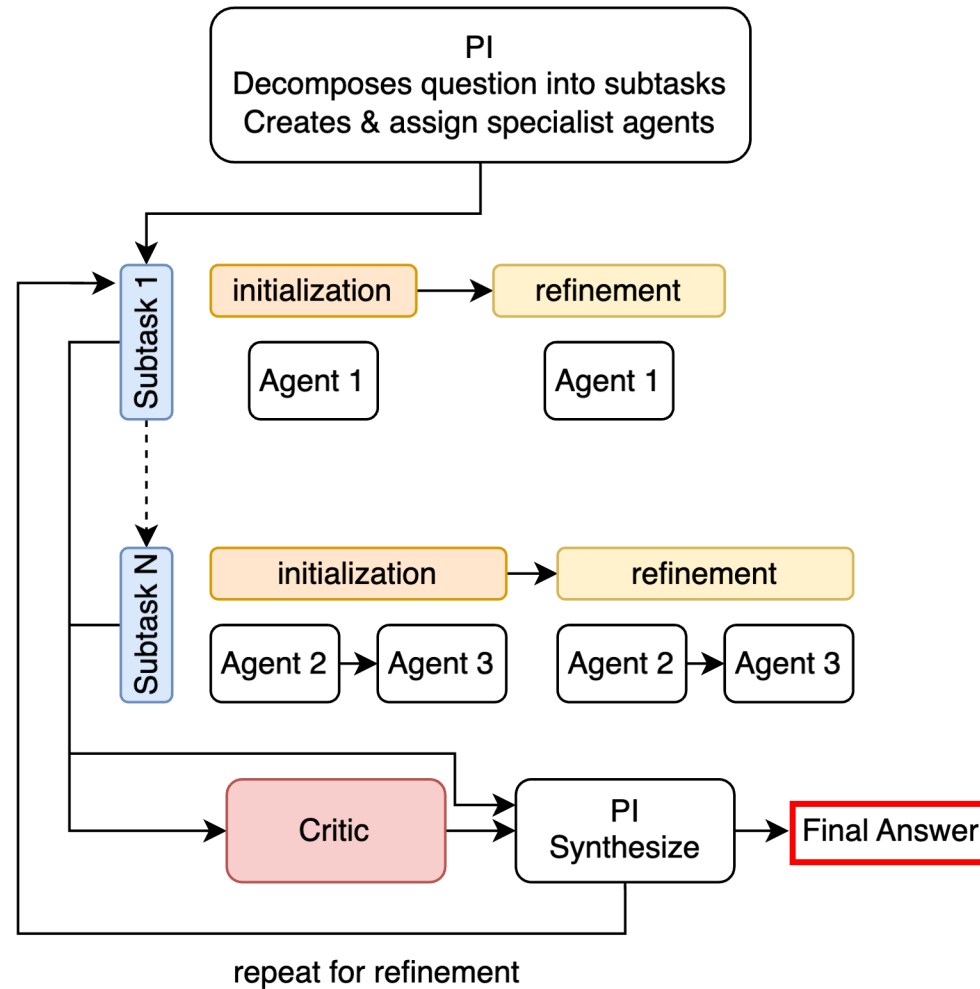 PI
Decomposes question into subtasks
Creates & assign specialist agents
Subtask 1
initialization
refinement
Agent 1
Agent 1
Subtask N
initialization
refinement
Agent 2
Agent 3
Agent 2
Agent 3
Critic
PI
Synthesize
Final Answer
repeat for refinement